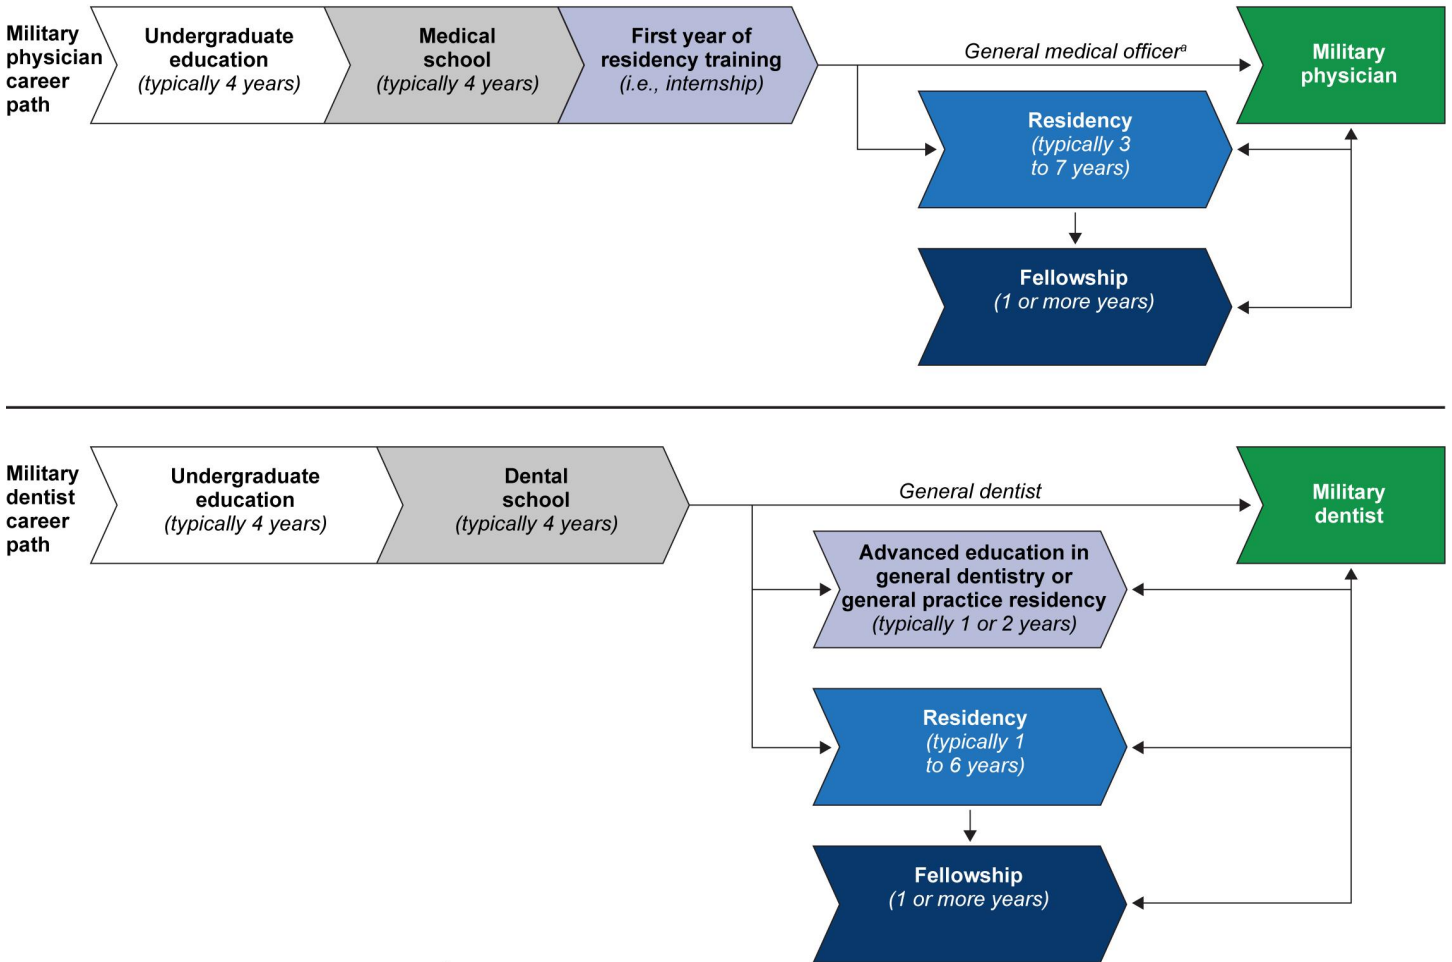 Military
physician
career
path
Undergraduate
education
(typically 4 years)
Medical
school
(typically 4 years)
First year of
residency training
(i.e., internship)
General medical officerᵃ
Military
physician
Residency
(typically 3
to 7 years)
Fellowship
(1 or more years)
Military
dentist
career
path
Undergraduate
education
(typically 4 years)
Dental
school
(typically 4 years)
General dentist
Military
dentist
Advanced education in
general dentistry or
general practice residency
(typically 1 or 2 years)
Residency
(typically 1
to 6 years)
Fellowship
(1 or more years)